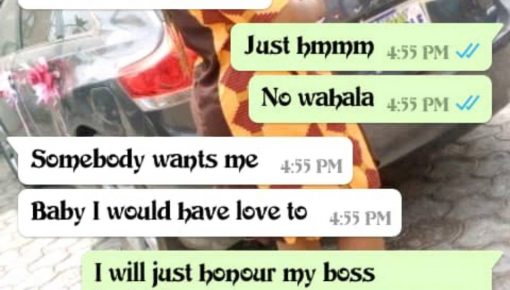 Just hmmm 4:55 PM
No wahala 4:55 PM
Somebody wants me 4:55 PM
Baby I would have love to 4:55 PM
I will just honour my boss